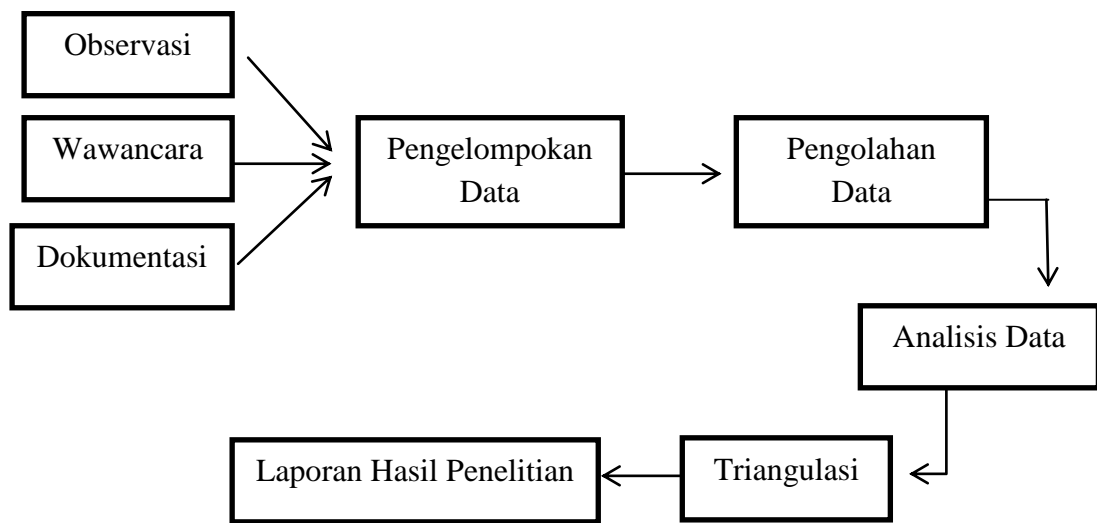 Observasi
Wawancara
Dokumentasi
Pengelompokan
Data
Pengolahan
Data
Analisis Data
Triangulasi
Laporan Hasil Penelitian